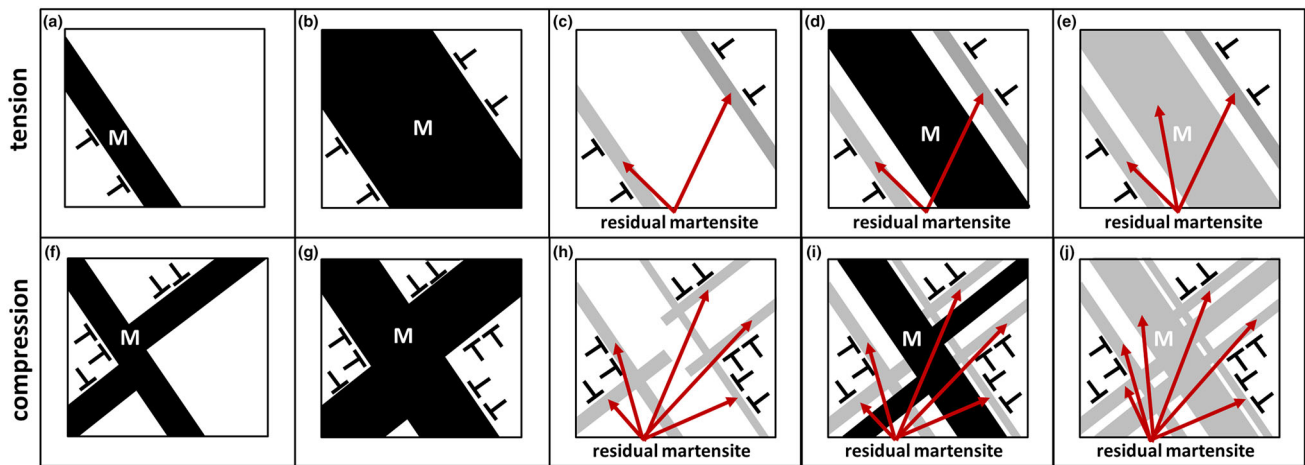 tension
(a)
M
(b)
M
(c)
residual martensite
(d)
M
residual martensite
(e)
M
residual martensite
compression
(f)
M
(g)
M
(h)
residual martensite
(i)
M
residual martensite
(j)
M
residual martensite